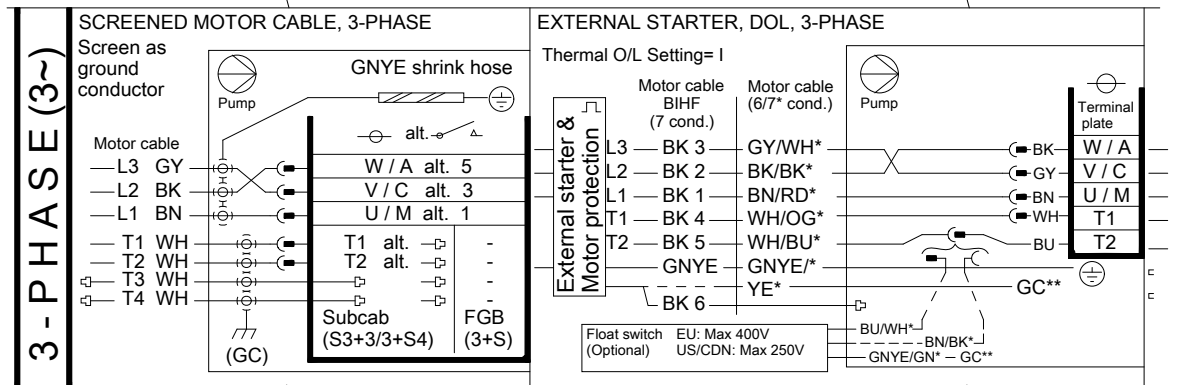 3 - P H A S E (3~)
SCREENED MOTOR CABLE, 3-PHASE
Screen as
ground
conductor
GNYE shrink hose
Pump
alt.
Motor cable
L3 GY W / A alt. 5
L2 BK V / C alt. 3
L1 BN U / M alt. 1
T1 WH T1 alt. -
T2 WH T2 alt. -
T3 WH -
T4 WH -
(GC)
Subcab FGB
(S3+3/3+S4) (3+S)
EXTERNAL STARTER, DOL, 3-PHASE
Thermal O/L Setting= I
Motor cable
BIHF
(7 cond.)
Motor cable
(6/7* cond.)
Pump
Terminal
plate
External starter &
Motor protection
L3 BK 3 GY/WH* BK W / A
L2 BK 2 BK/BK* GY V / C
L1 BK 1 BN/RD* BN U / M
T1 BK 4 WH/OG* WH T1
T2 BK 5 WH/BU* BU T2
GNYE GNYE/*
YE* GC**
BK 6
Float switch EU: Max 400V
(Optional) US/CDN: Max 250V
BU/WH*
BN/BK*
GNYE/GN* GC**